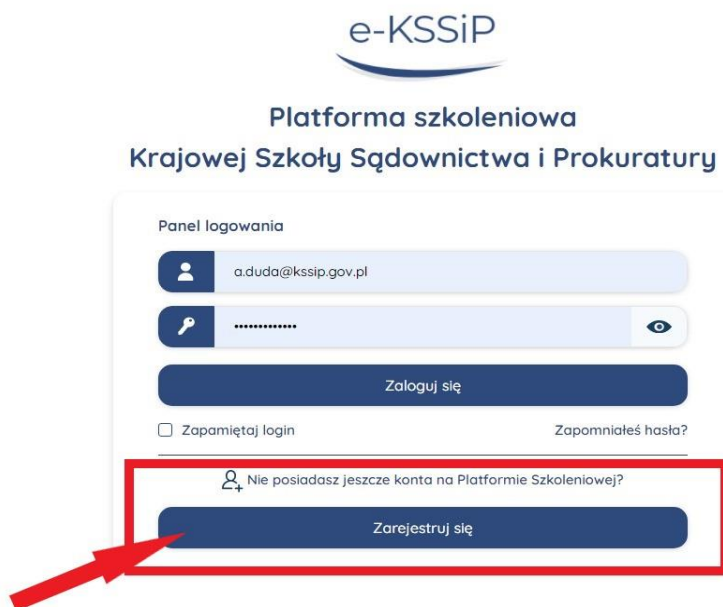 e-KSSiP
Platforma szkoleniowa
Krajowej Szkoły Sądownictwa i Prokuratury
Panel logowania
a.duda@kssip.gov.pl
•••••••••••••
Zaloguj się
Zapamiętaj login
Zapomniałeś hasła?
Nie posiadasz jeszcze konta na Platformie Szkoleniowej?
Zarejestruj się